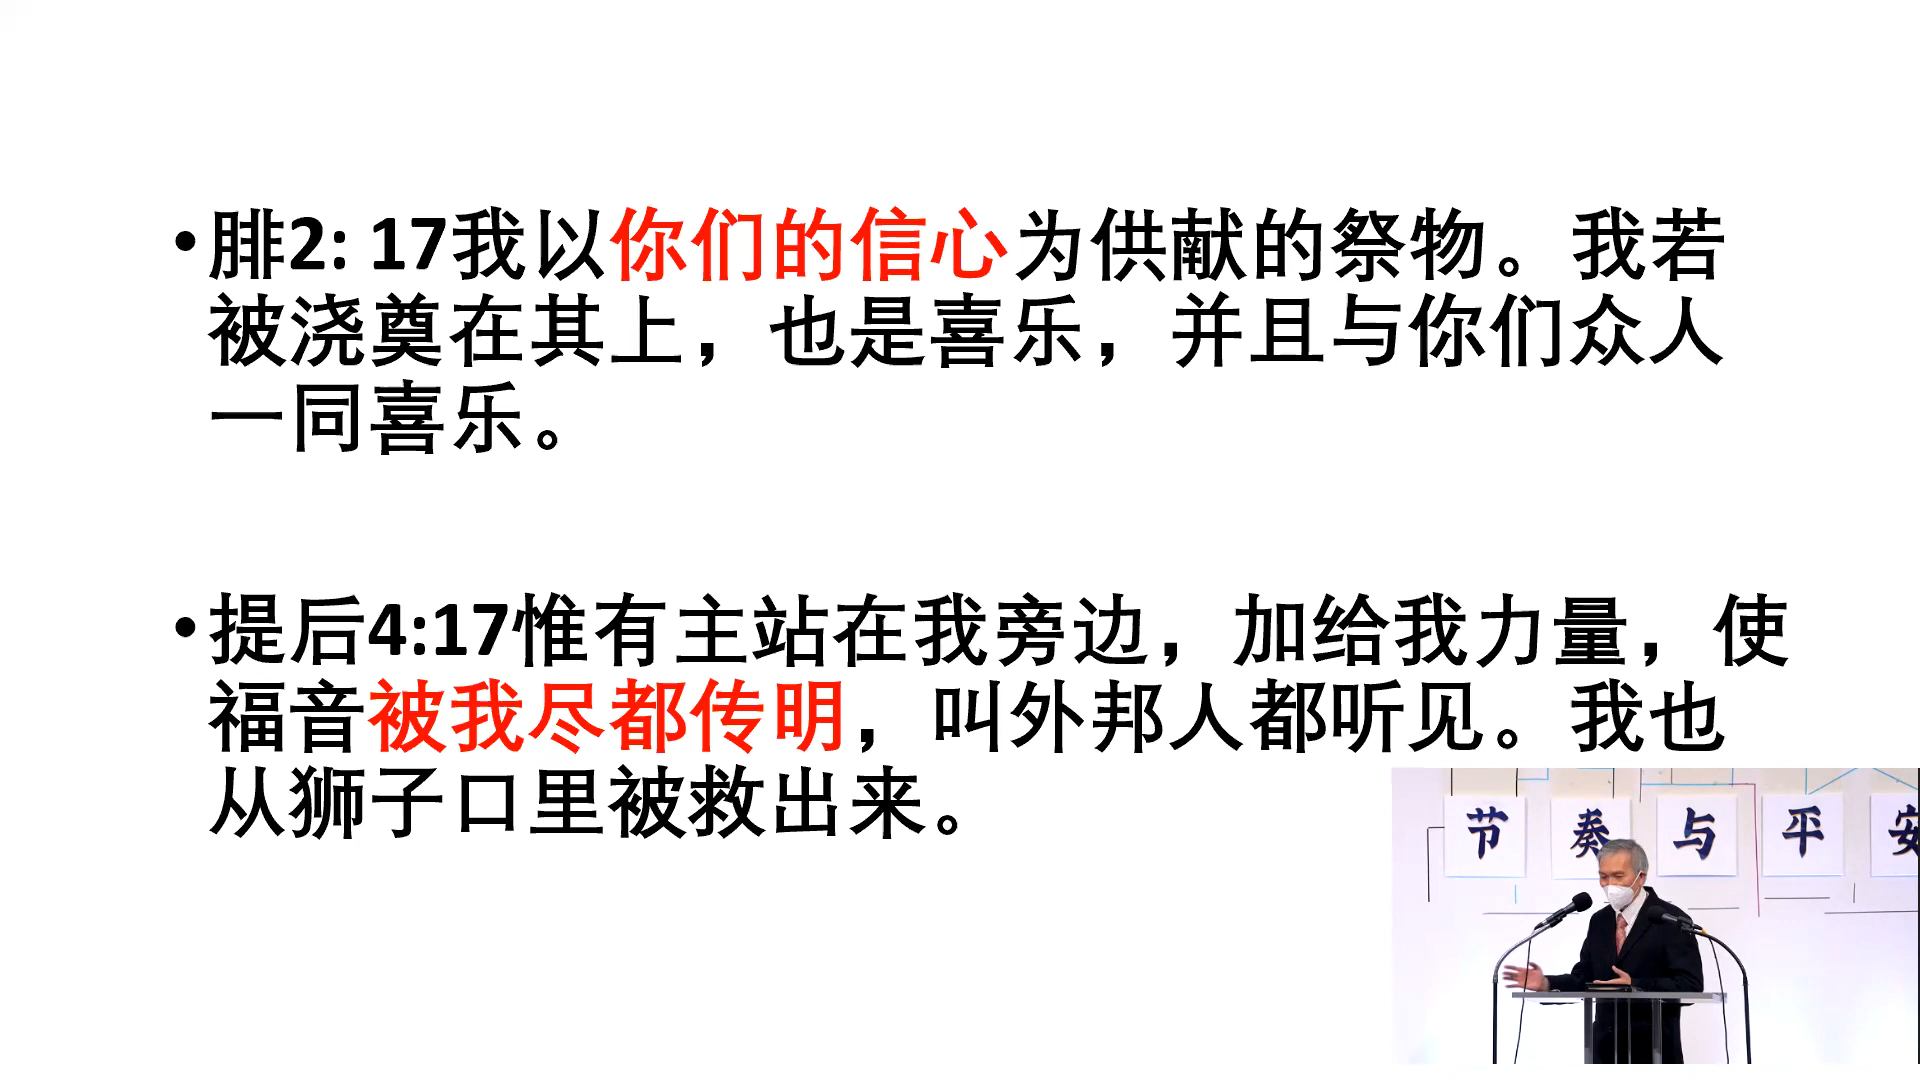 • 腓2: 17我以你们的信心为供献的祭物。我若
被浇奠在其上，也是喜乐，并且与你们众人
一同喜乐。
• 提后4:17惟有主站在我旁边，加给我力量，使
福音被我尽都传明，叫外邦人都听见。我也
从狮子口里被救出来。
节奏与平安